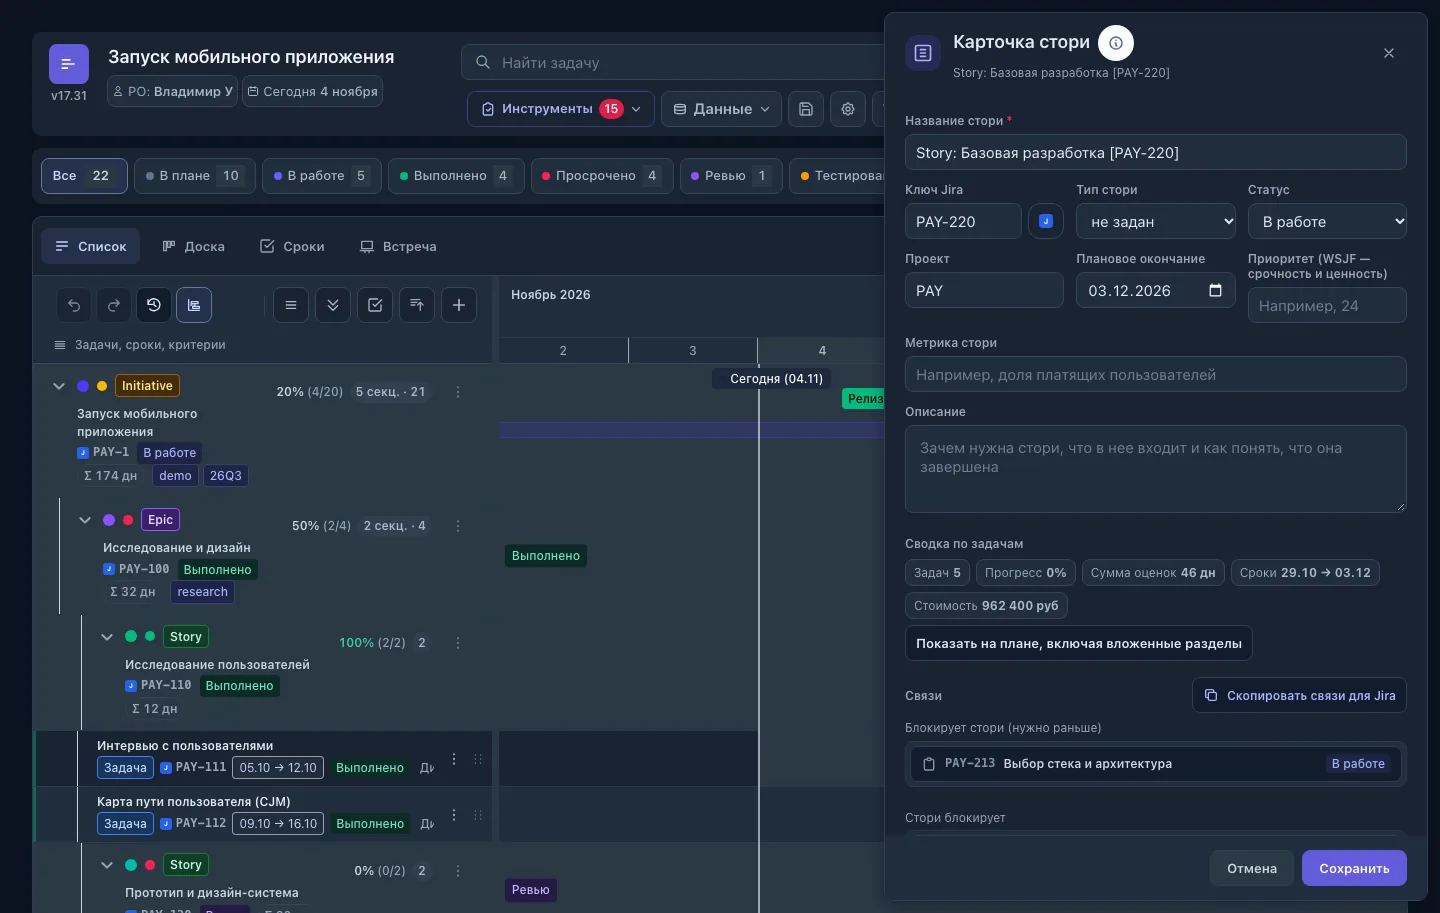 Запуск мобильного приложения
v17.31
PO: Владимир У
Сегодня 4 ноября
Найти задачу
Инструменты 15
Данные
Все 22
В плане 10
В работе 5
Выполнено 4
Просрочено 4
Ревью 1
Список
Доска
Сроки
Встреча
Задачи, сроки, критерии
Ноябрь 2026
2 3 4
Сегодня (04.11)
Initiative
20% (4/20) 5 секц. · 21
Запуск мобильного
приложения
PAY-1 В работе
Σ 174 дн demo 26Q3
Epic
50% (2/4) 2 секц. · 4
Исследование и дизайн
PAY-100 Выполнено
Σ 32 дн research
Выполнено
Story
100% (2/2) 2
Исследование пользователей
PAY-110 Выполнено
Σ 12 дн
Интервью с пользователями
Задача PAY-111 05.10 → 12.10 Выполнено
Карта пути пользователя (CJM)
Задача PAY-112 09.10 → 16.10 Выполнено
Story
0% (0/2) 2
Прототип и дизайн-система
Ревью
Карточка стори
Story: Базовая разработка [PAY-220]
Название стори *
Story: Базовая разработка [PAY-220]
Ключ Jira
PAY-220
Тип стори
не задан
Статус
В работе
Проект
PAY
Плановое окончание
03.12.2026
Приоритет (WSJF —
срочность и ценность)
Например, 24
Метрика стори
Например, доля платящих пользователей
Описание
Зачем нужна стори, что в нее входит и как понять, что она
завершена
Сводка по задачам
Задач 5
Прогресс 0%
Сумма оценок 46 дн
Сроки 29.10 → 03.12
Стоимость 962 400 руб
Показать на плане, включая вложенные разделы
Связи
Скопировать связи для Jira
Блокирует стори (нужно раньше)
PAY-213 Выбор стека и архитектура В работе
Стори блокирует
Отмена
Сохранить